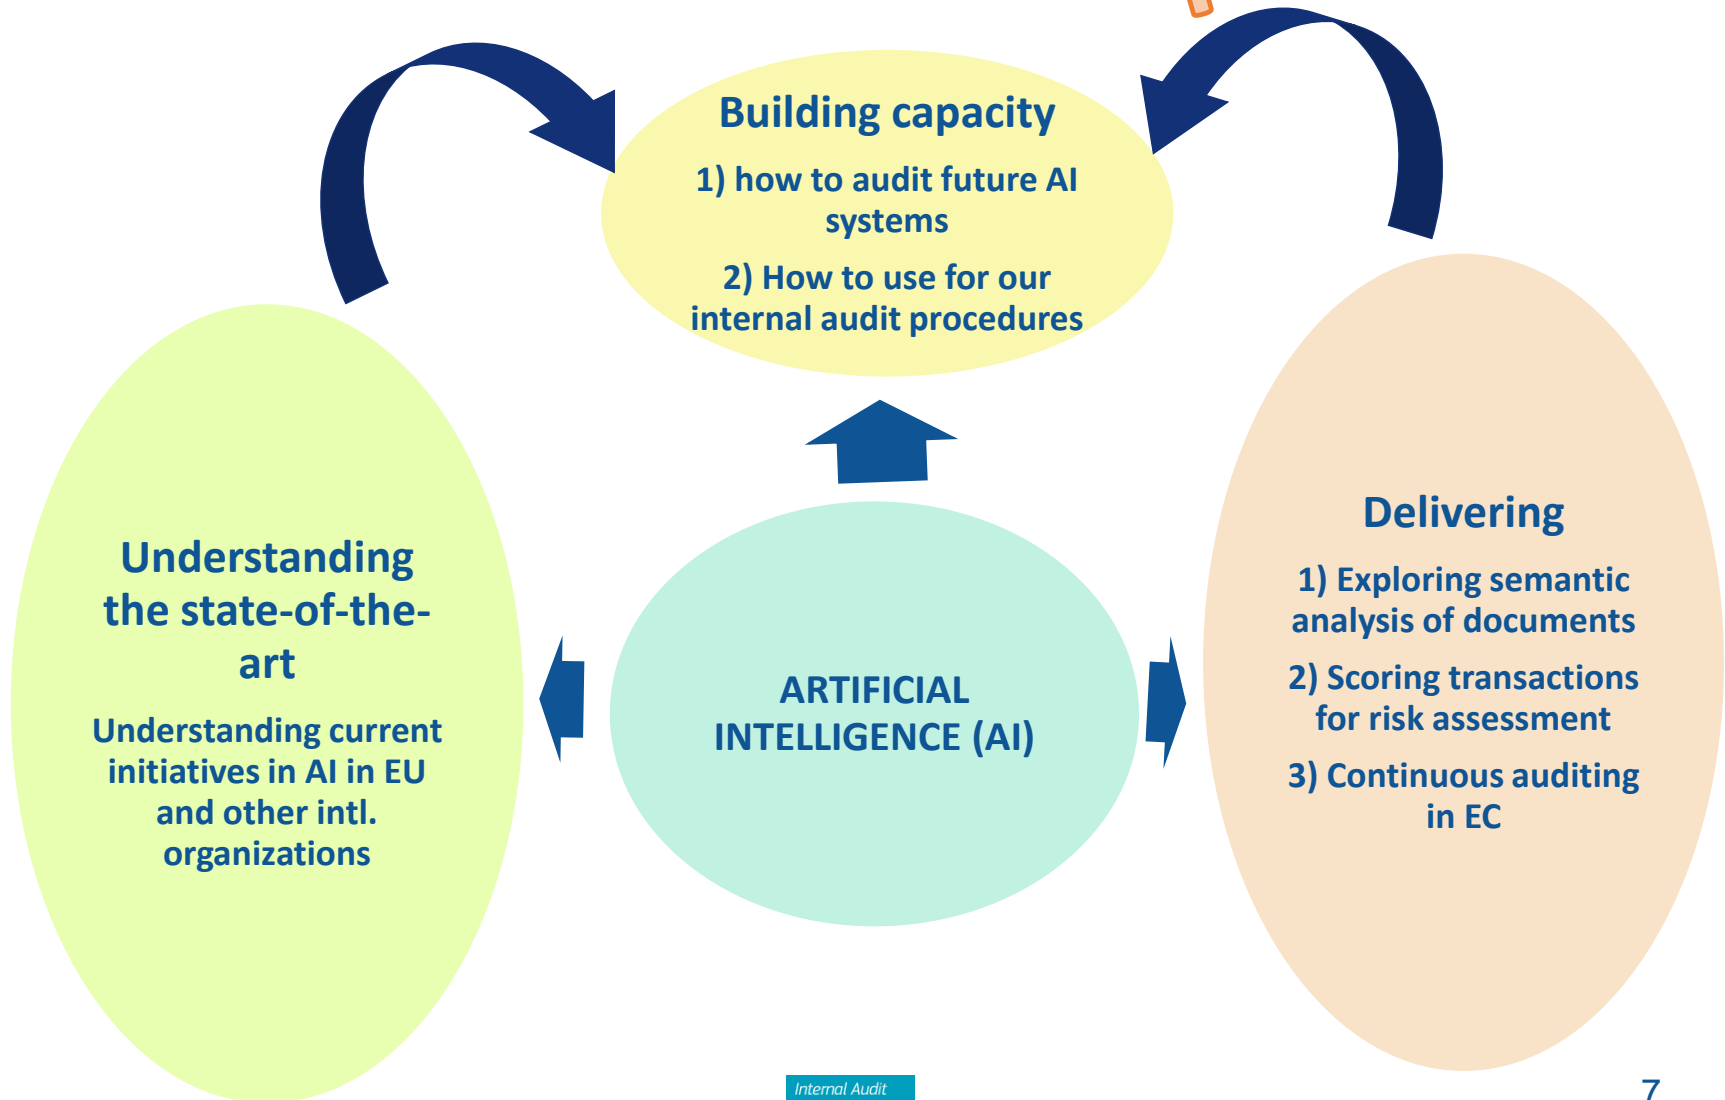 Building capacity
1) how to audit future AI
systems
2) How to use for our
internal audit procedures
Understanding
the state-of-the-
art
Understanding current
initiatives in AI in EU
and other intl.
organizations
ARTIFICIAL
INTELLIGENCE (AI)
Delivering
1) Exploring semantic
analysis of documents
2) Scoring transactions
for risk assessment
3) Continuous auditing
in EC
Internal Audit
7